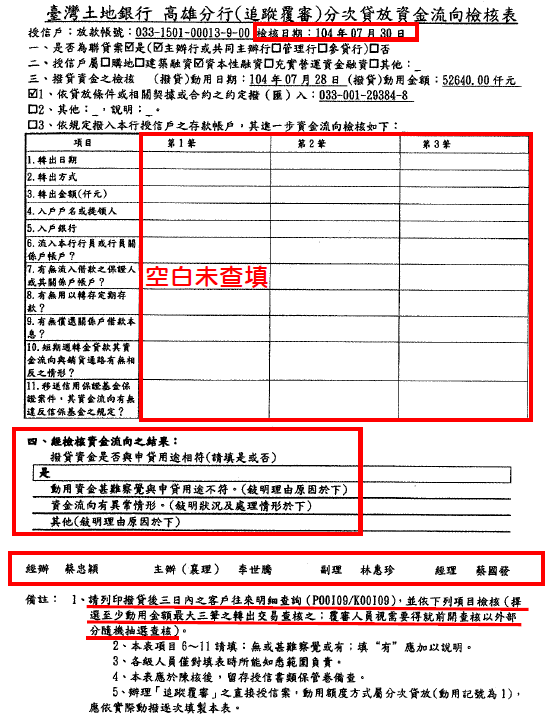 臺灣土地銀行 高雄分行(追蹤覆審)分次貸放資金流向檢核表
授信戶：放款帳號：033-1501-00013-9-00 檢核日期：104年07月30日
一、是否為聯貸案☑是(☑主辦行或共同主辦行□管理行□參貸行)□否
二、授信戶屬□購地□建築融資☑資本性融資□充實營運資金融資□其他：_
三、撥貸資金之檢核 (撥貸)動用日期：104年07月28日(撥貸)動用金額：52640.00仟元
☑1、依貸放條件或相關契據或合約之約定撥(匯)入：033-001-29384-8
□2、其他：_，說明：_。
□3、依規定撥入本行授信戶之存款帳戶，其進一步資金流向檢核如下：
項目 第1筆 第2筆 第3筆
1.轉出日期
2.轉出方式
3.轉出金額(仟元)
4.入戶戶名或提領人
5.入戶銀行
6.流入本行行員或行員關
係戶帳戶？
7.有無流入借款之保證人
或其關係戶帳戶？
空白未查填
8.有無用以轉存定期存
款？
9.有無償還關係戶借款本
息？
10.短期週轉金貸款其資
金流向與銷貨通路有無相
反之情形？
11.移送信用保證基金保
證案件，其資金流向有無
違反信保基金之規定？
四、經檢核資金流向之結果：
撥貸資金是否與申貸用途相符(請填是或否)
是
動用資金甚難察覺與申貸用途不符。(敘明理由原因於下)
資金流向有異常情形。(敘明狀況及處理情形於下)
其他(敘明理由原因於下)
經辦 蔡忠穎 主辦(襄理) 李世騰 副理 林惠珍 經理 蔡國發
備註：1、請列印撥貸後三日內之客戶往來明細查詢(P00109/K00109)，並依下列項目檢核(擇
選至少動用金額最大三筆之轉出交易查核之；覆審人員視需要得就前開查核以外部
分隨機抽選查核)。
2、本表項目6～11請填：無或甚難察覺或有；填“有”應加以說明。
3、各級人員僅對填表時所能知悉範圍負責。
4、本表應於陳核後，留存授信書類保管卷備查。
5、辦理「追蹤覆審」之直接授信案，動用額度方式屬分次貸放(動用記號為1)，
應依實際動撥逐次填製本表。